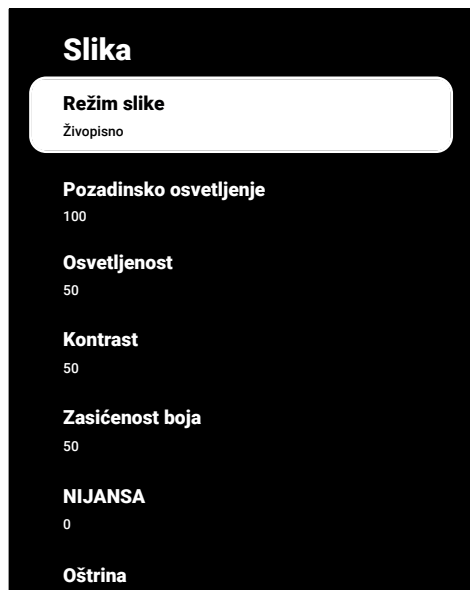 Slika
Režim slike
Živopisno
Pozadinsko osvetljenje
100
Osvetljenost
50
Kontrast
50
Zasićenost boja
50
NIJANSA
0
Oštrina